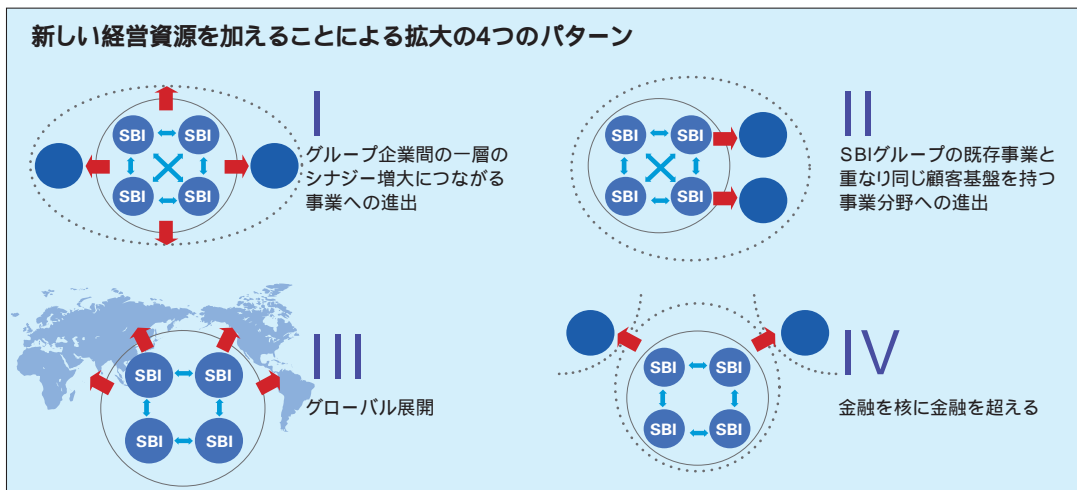 新しい経営資源を加えることによる拡大の4つのパターン
SBI SBI
SBI SBI
I
グループ企業間の一層の
シナジー増大につながる
事業への進出
SBI SBI
SBI SBI
II
SBIグループの既存事業と
重なり同じ顧客基盤を持つ
事業分野への進出
SBI SBI
SBI SBI
III
グローバル展開
SBI SBI
SBI SBI
IV
金融を核に金融を超える